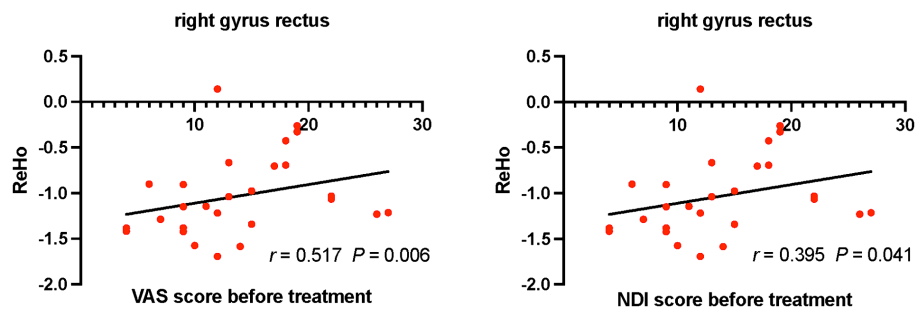 right gyrus rectus
0.5
0.0
-0.5
-1.0
-1.5
-2.0
10
20
30
ReHo
r = 0.517 P = 0.006
VAS score before treatment
right gyrus rectus
0.5
0.0
-0.5
-1.0
-1.5
-2.0
10
20
30
ReHo
r = 0.395 P = 0.041
NDI score before treatment